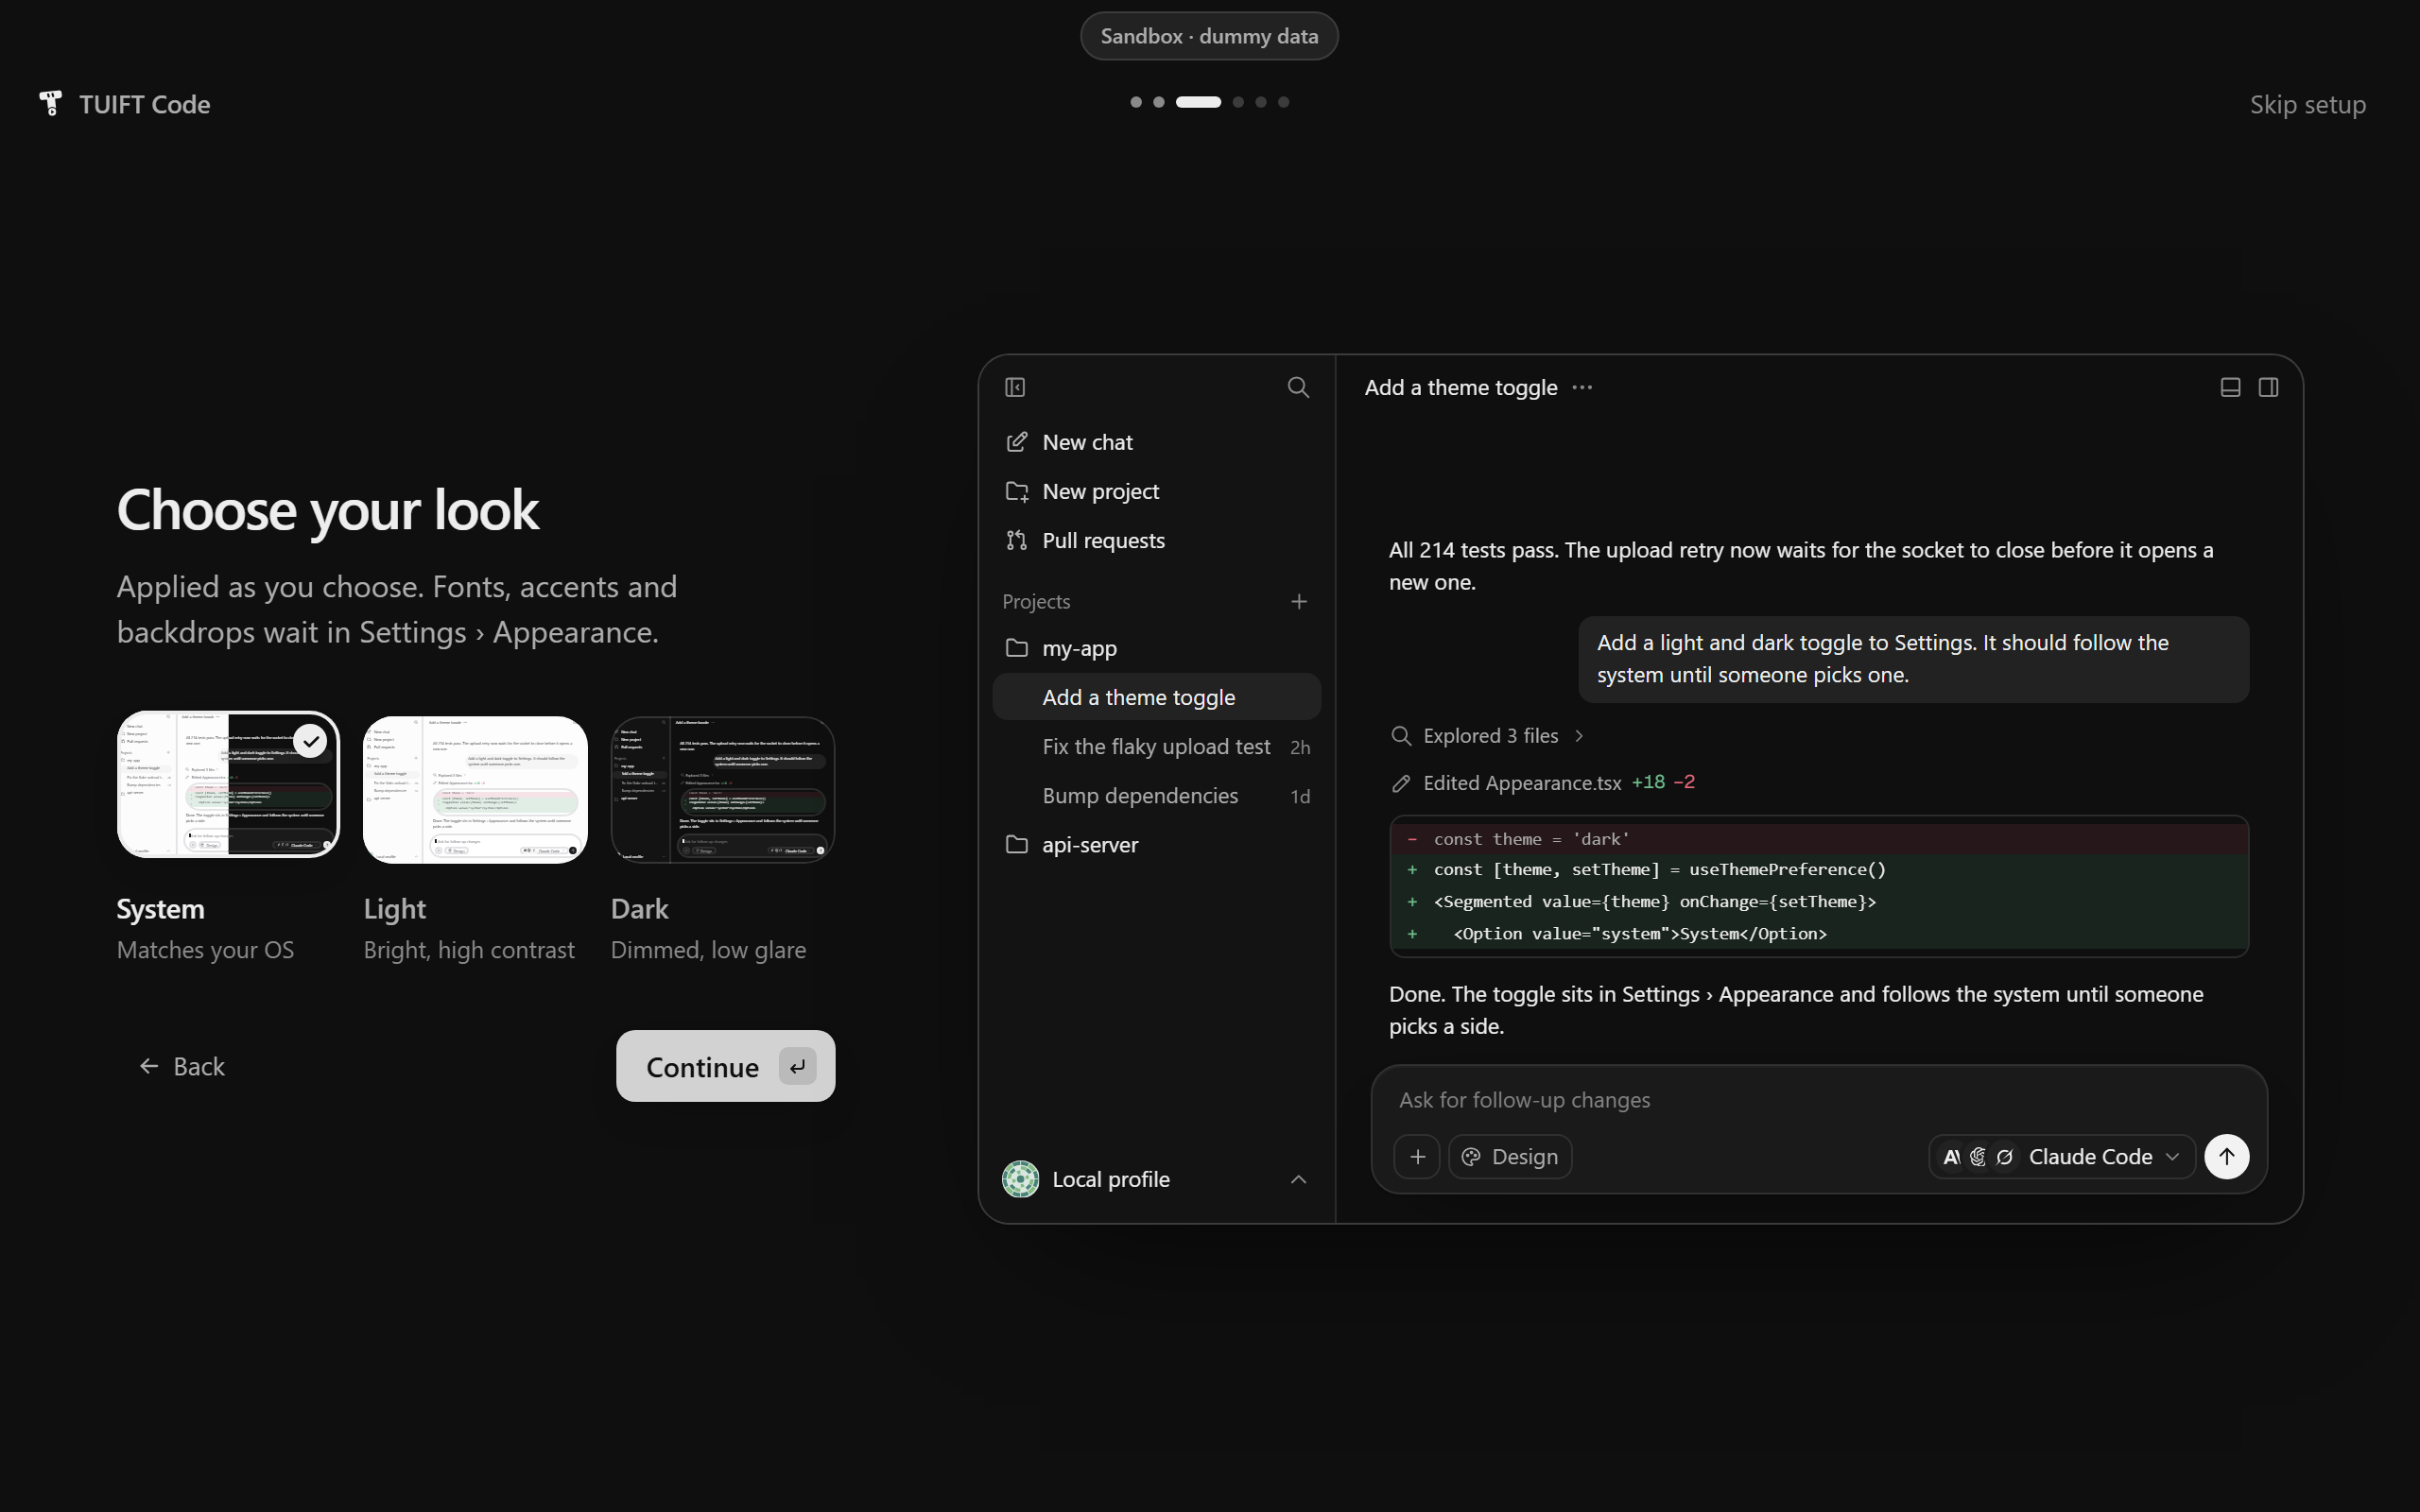 Sandbox · dummy data
TUIFT Code
Skip setup
Choose your look
Applied as you choose. Fonts, accents and
backdrops wait in Settings › Appearance.
System
Matches your OS
Light
Bright, high contrast
Dark
Dimmed, low glare
Back
Continue
New chat
New project
Pull requests
Projects
my-app
Add a theme toggle
Fix the flaky upload test 2h
Bump dependencies 1d
api-server
Local profile
Add a theme toggle
All 214 tests pass. The upload retry now waits for the socket to close before it opens a
new one.
Add a light and dark toggle to Settings. It should follow the
system until someone picks one.
Explored 3 files
Edited Appearance.tsx +18 −2
− const theme = 'dark'
+ const [theme, setTheme] = useThemePreference()
+ <Segmented value={theme} onChange={setTheme}>
+ <Option value="system">System</Option>
Done. The toggle sits in Settings › Appearance and follows the system until someone
picks a side.
Ask for follow-up changes
Design
Claude Code